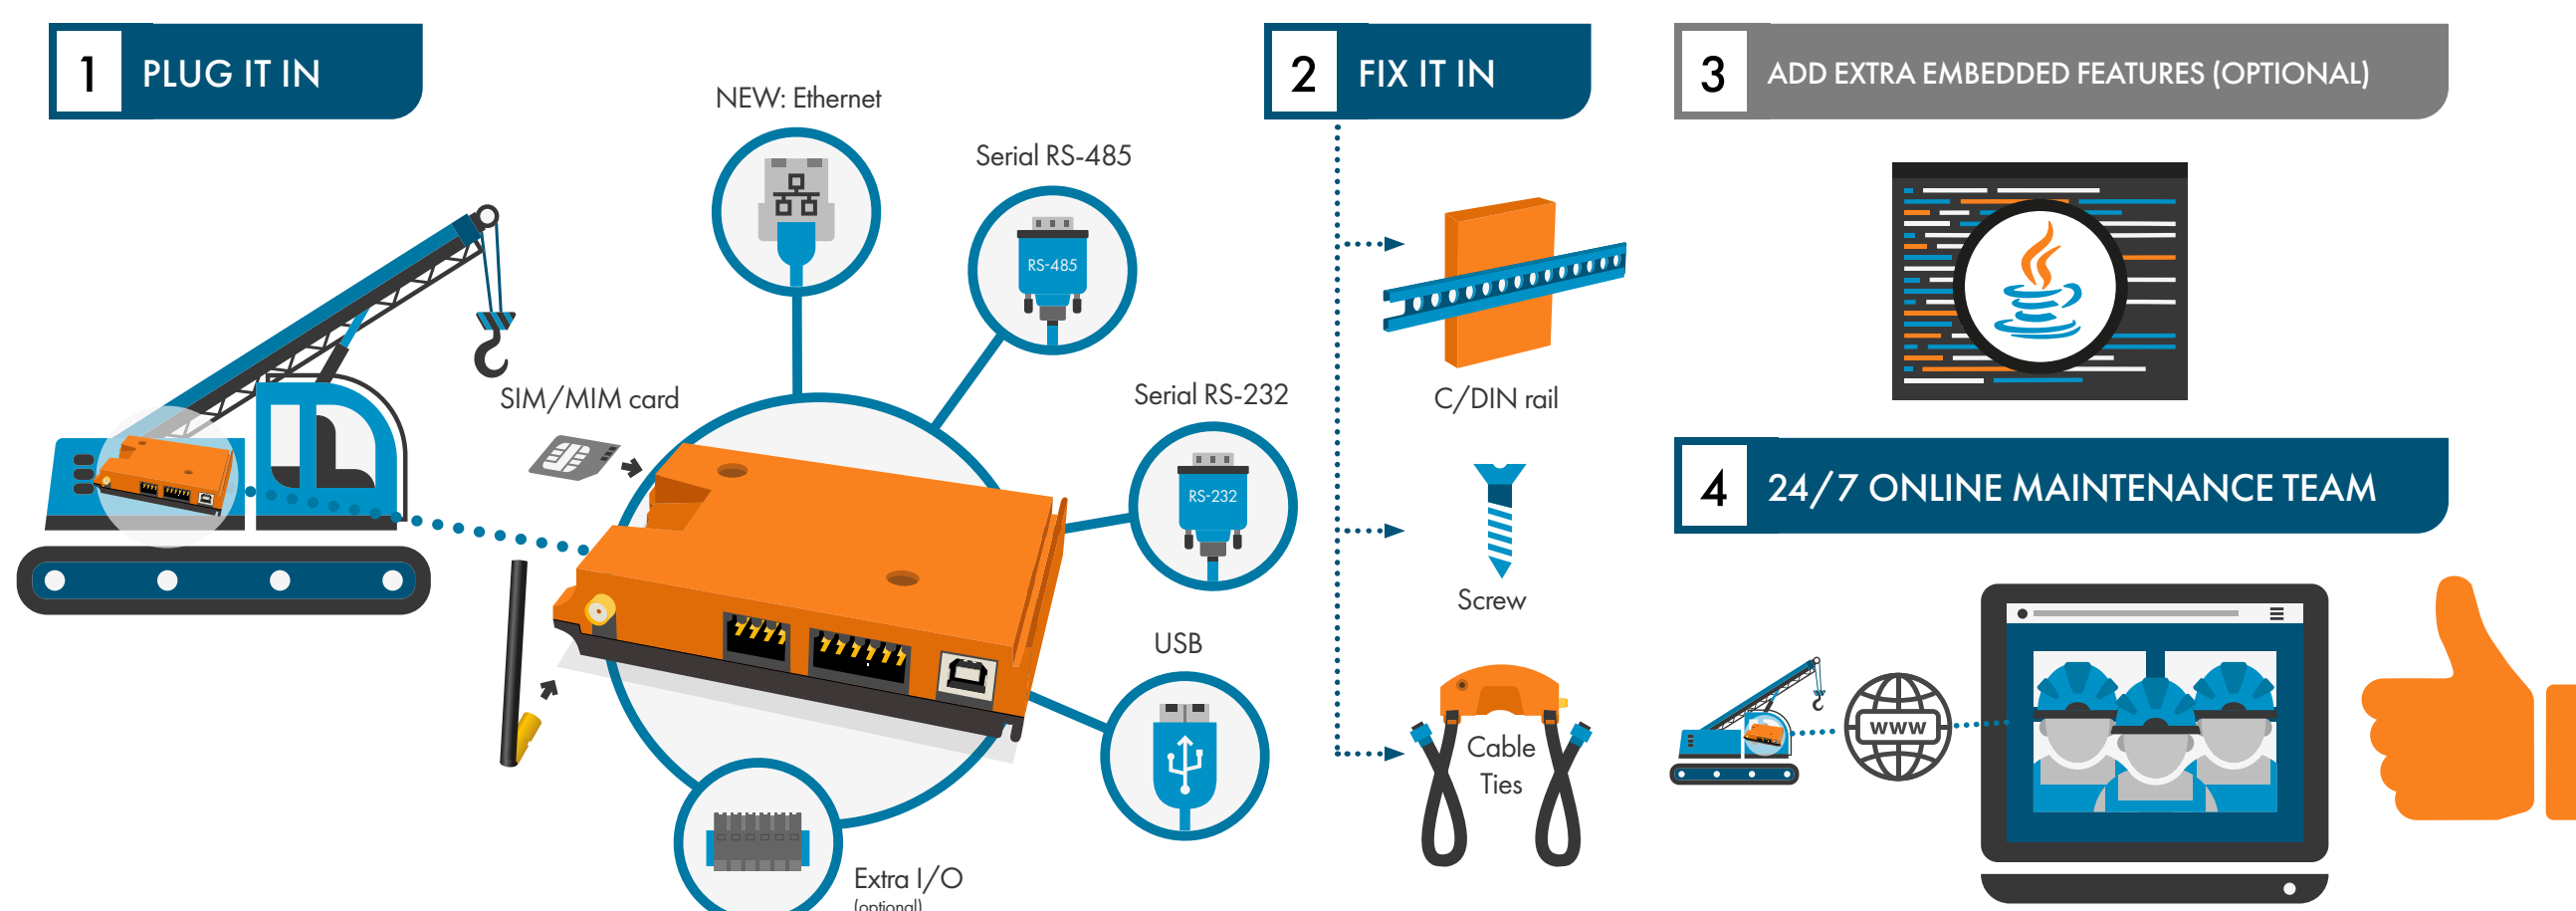 1 PLUG IT IN
NEW: Ethernet
Serial RS-485
RS-485
SIM/MIM card
Serial RS-232
RS-232
USB
Extra I/O
(optional)
2 FIX IT IN
C/DIN rail
Screw
Cable
Ties
3 ADD EXTRA EMBEDDED FEATURES (OPTIONAL)
4 24/7 ONLINE MAINTENANCE TEAM
www